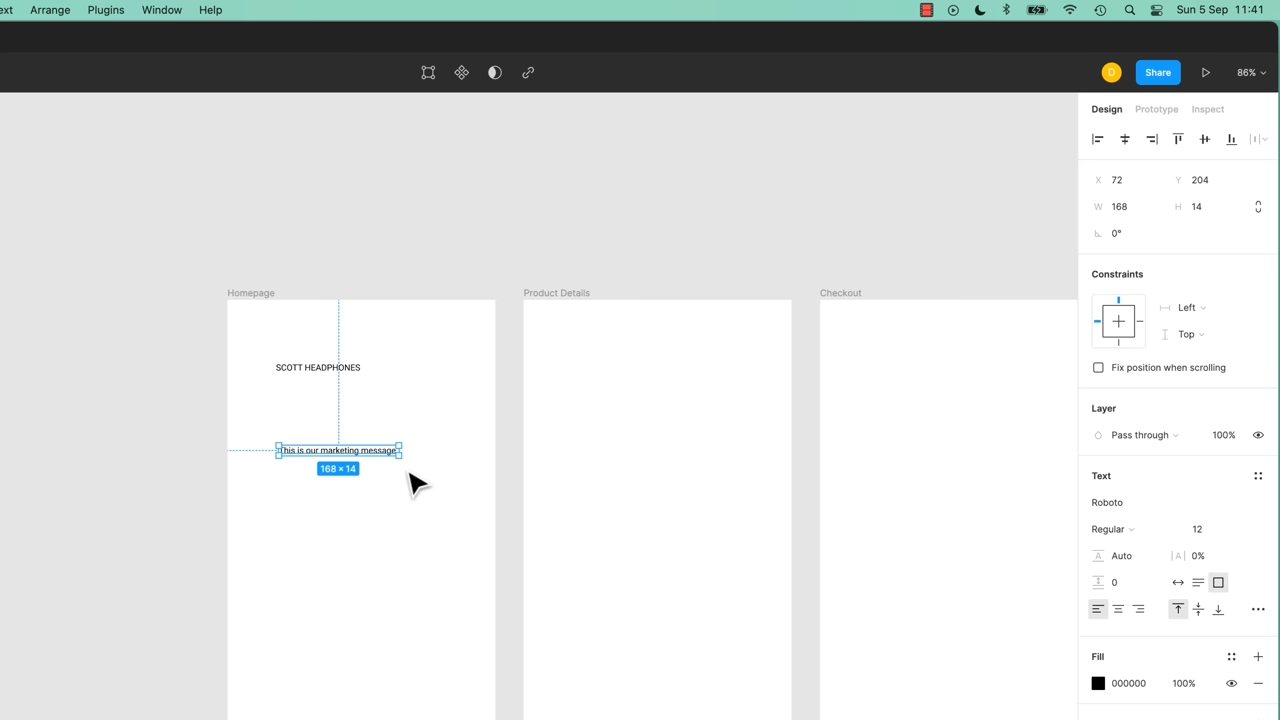 ext Arrange Plugins Window Help Sun 5 Sep 11:41
D Share 86%
Design Prototype Inspect
X 72 Y 204
W 168 H 14
0°
Constraints
Left
Top
Fix position when scrolling
Layer
Pass through 100%
Text
Roboto
Regular 12
A Auto |A| 0%
0
Fill
000000 100%
Homepage Product Details Checkout
SCOTT HEADPHONES
This is our marketing message
168 × 14